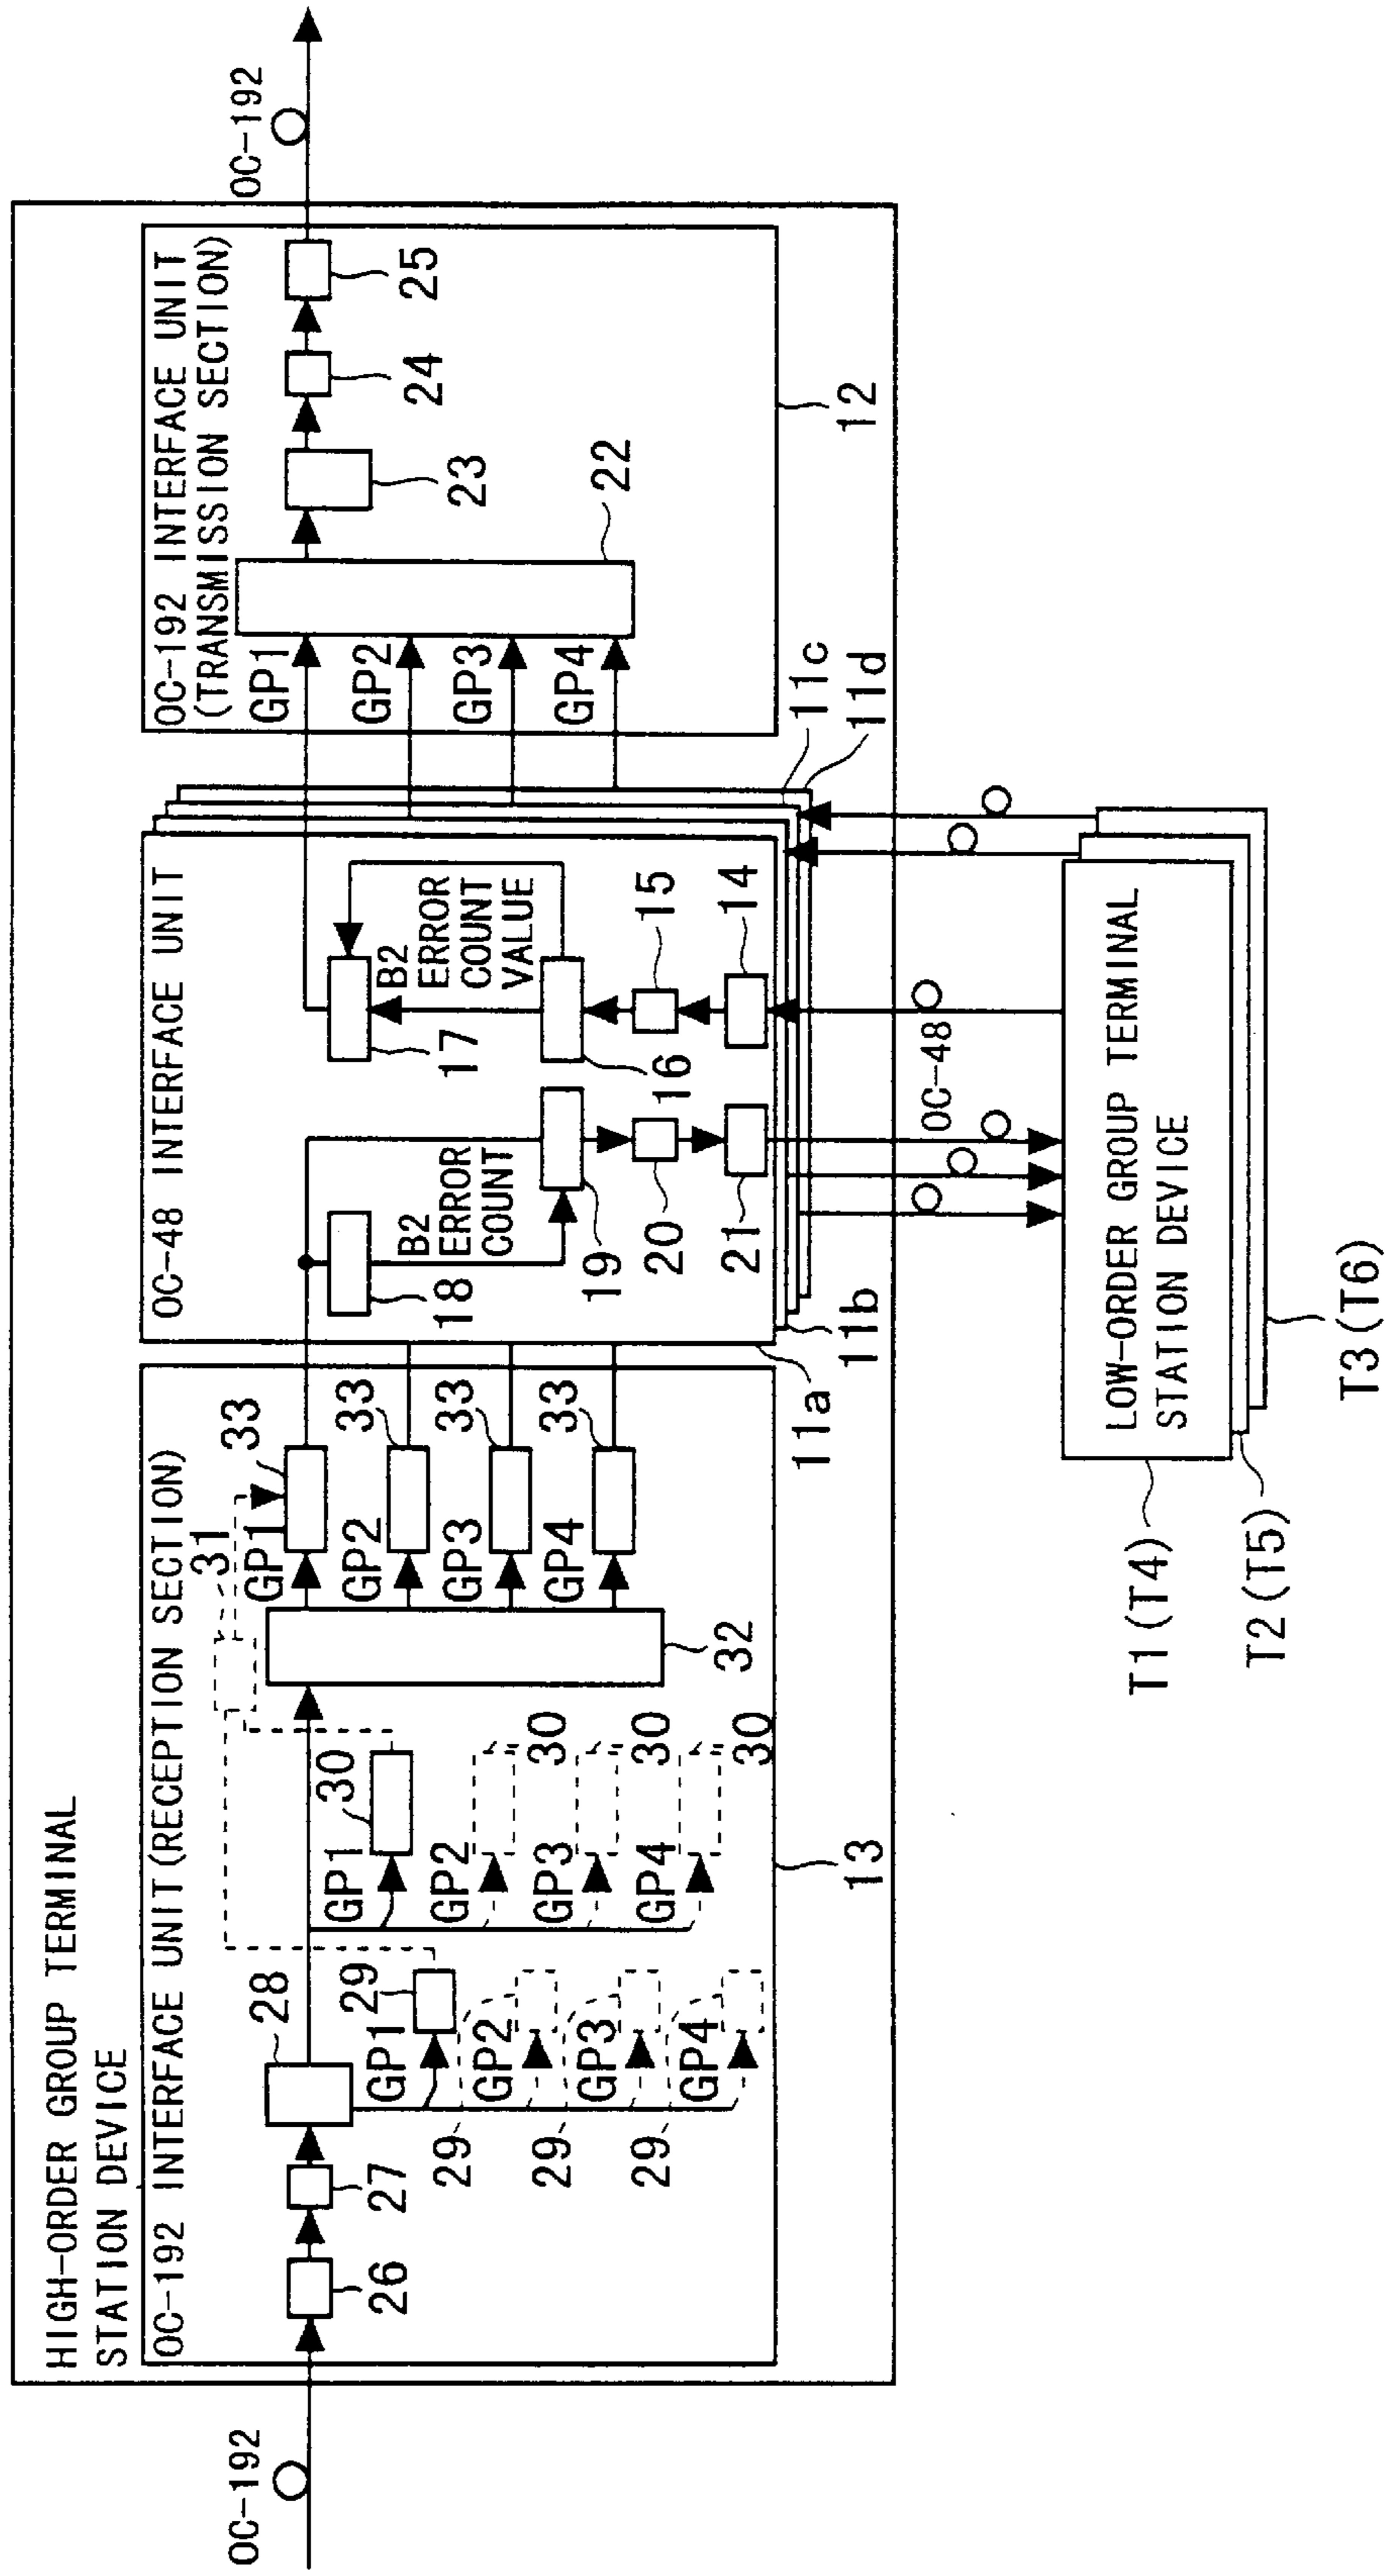 HIGH-ORDER GROUP TERMINAL
STATION DEVICE
OC-192
OC-192 INTERFACE UNIT(RECEPTION SECTION)
26
27
28
GP1
29
GP2
29
GP3
29
GP4
29
GP1
30
GP2
30
GP3
30
GP4
30
31
32
GP1
33
GP2
33
GP3
33
GP4
33
13
OC-48 INTERFACE UNIT
18
B2
ERROR
COUNT
19
20
21
17
B2
ERROR
COUNT
VALUE
16
15
14
11a
11b
11c
11d
OC-192 INTERFACE UNIT
(TRANSMISSION SECTION)
GP1
GP2
GP3
GP4
22
23
24
25
12
OC-192
OC-48
LOW-ORDER GROUP TERMINAL
STATION DEVICE
T1(T4)
T2(T5)
T3(T6)